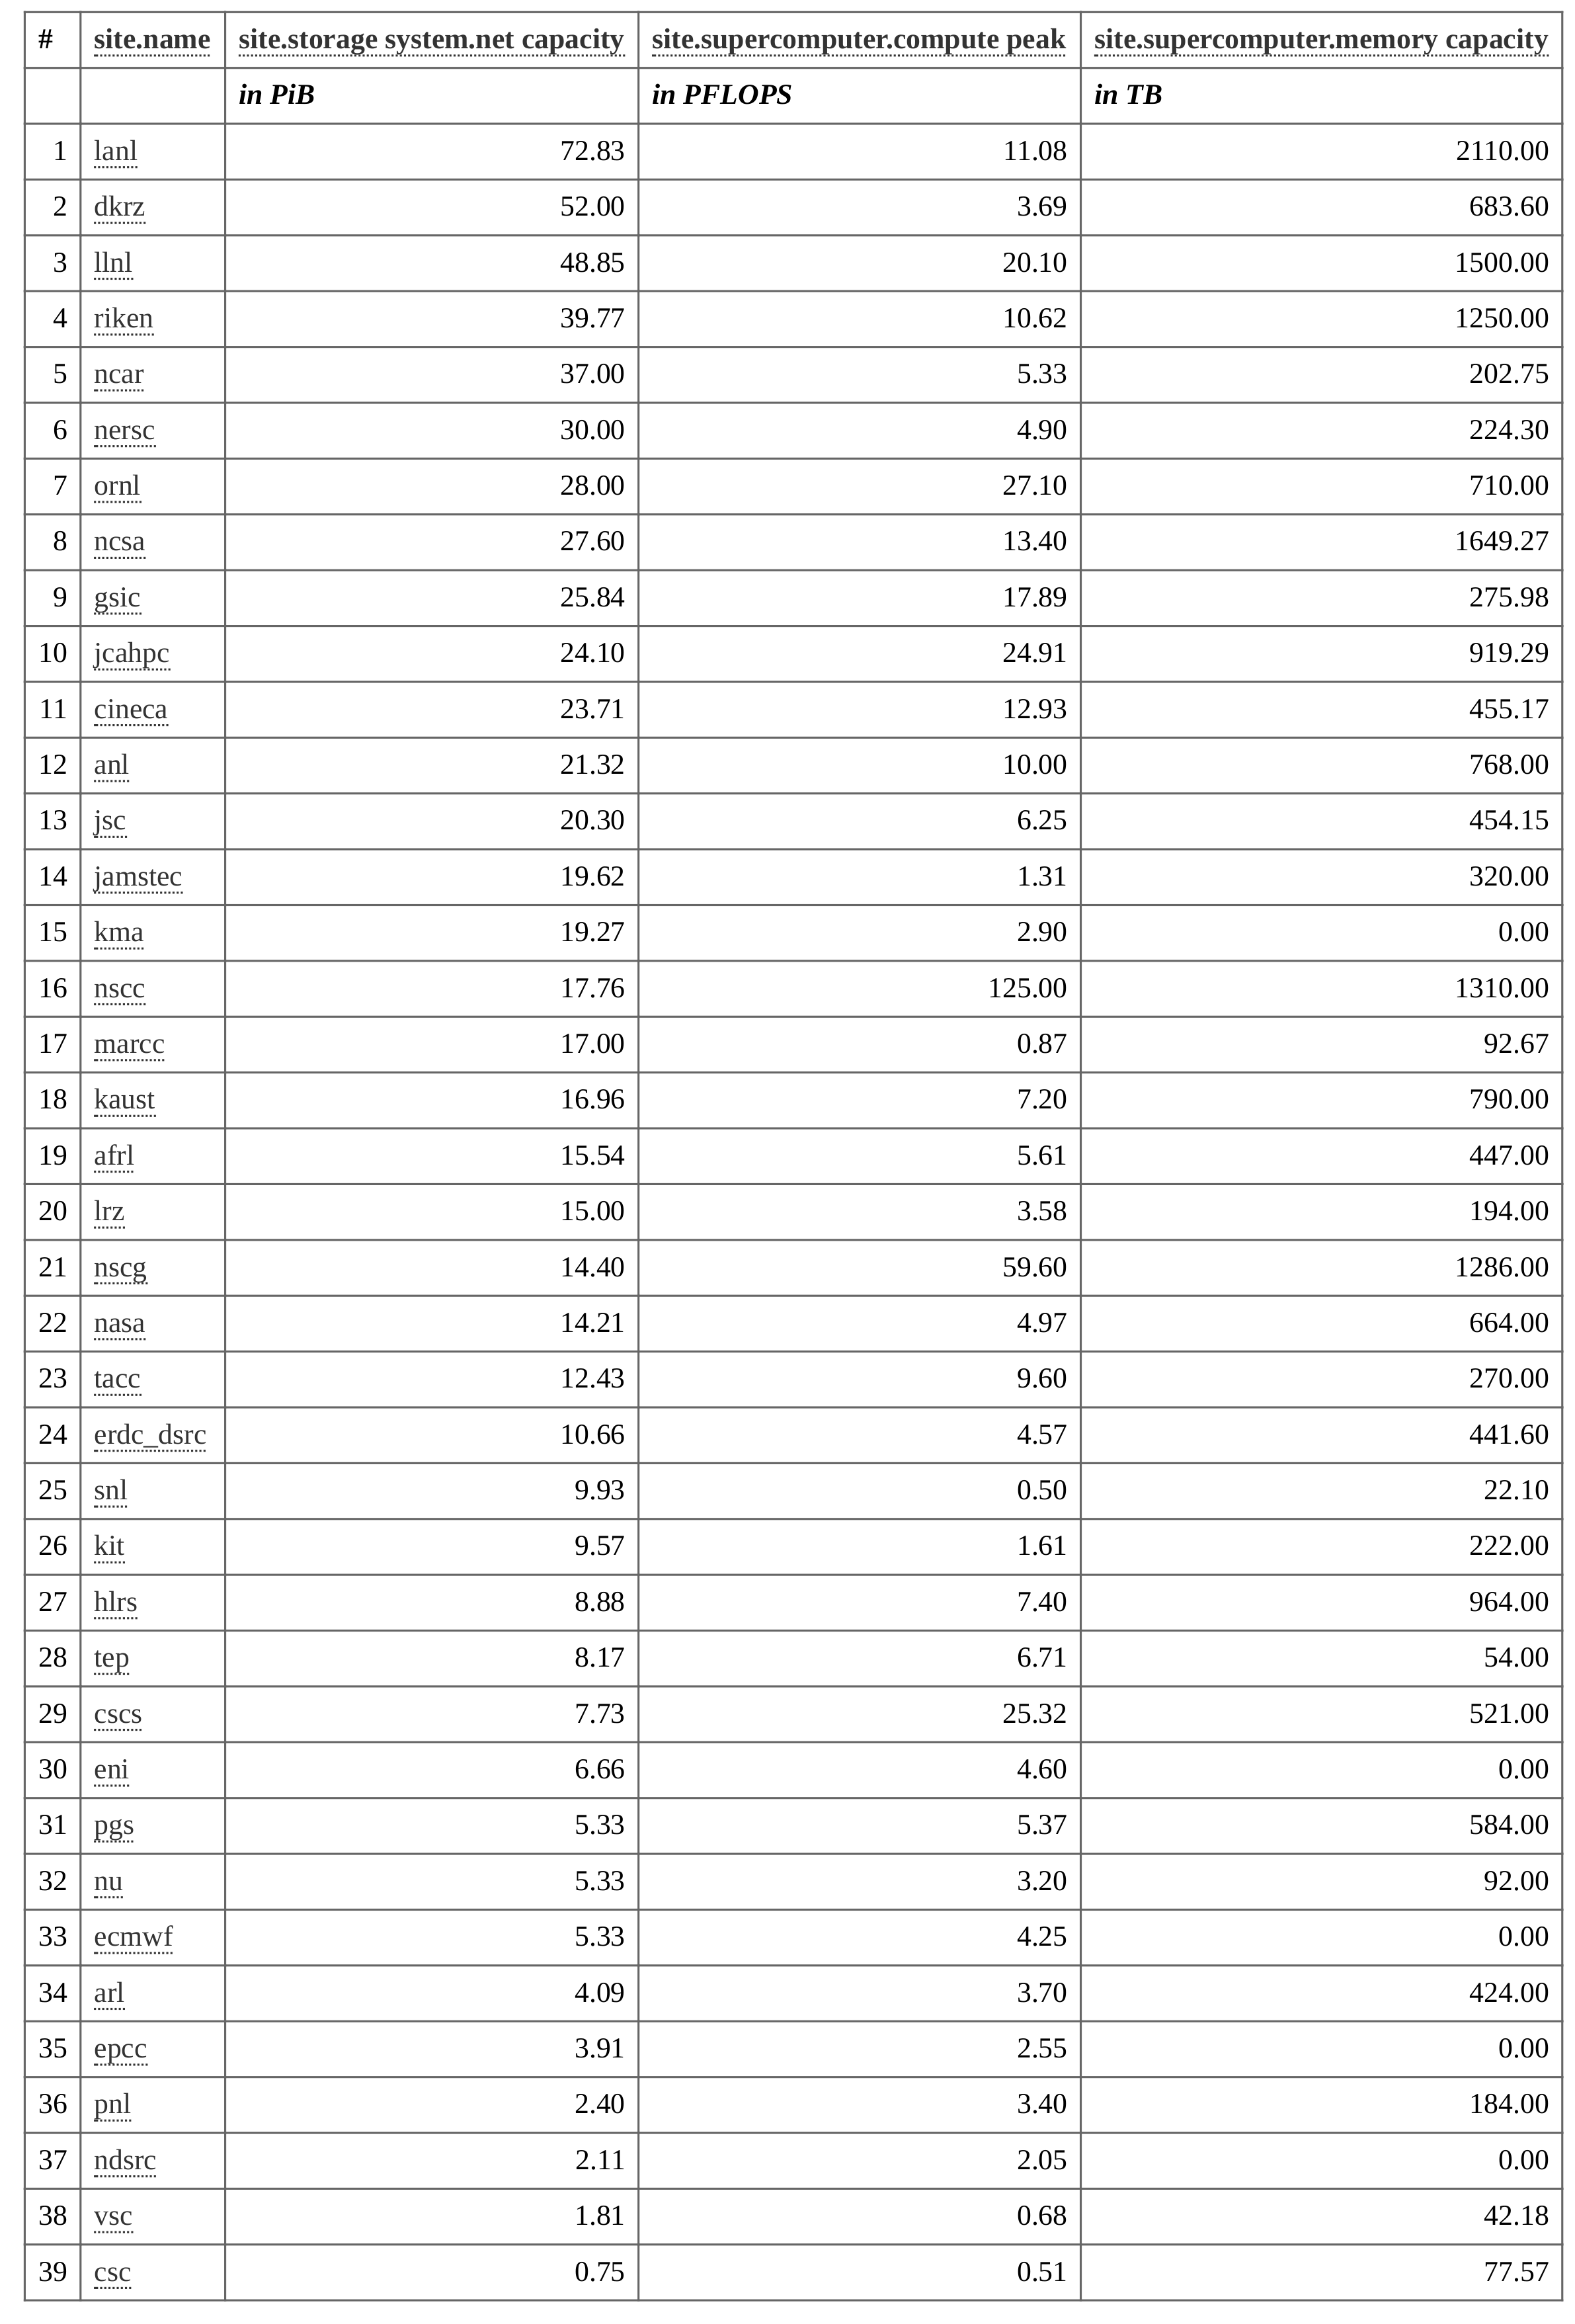 # site.name site.storage system.net capacity site.supercomputer.compute peak site.supercomputer.memory capacity
in PiB in PFLOPS in TB
1 lanl 72.83 11.08 2110.00
2 dkrz 52.00 3.69 683.60
3 llnl 48.85 20.10 1500.00
4 riken 39.77 10.62 1250.00
5 ncar 37.00 5.33 202.75
6 nersc 30.00 4.90 224.30
7 ornl 28.00 27.10 710.00
8 ncsa 27.60 13.40 1649.27
9 gsic 25.84 17.89 275.98
10 jcahpc 24.10 24.91 919.29
11 cineca 23.71 12.93 455.17
12 anl 21.32 10.00 768.00
13 jsc 20.30 6.25 454.15
14 jamstec 19.62 1.31 320.00
15 kma 19.27 2.90 0.00
16 nscc 17.76 125.00 1310.00
17 marcc 17.00 0.87 92.67
18 kaust 16.96 7.20 790.00
19 afrl 15.54 5.61 447.00
20 lrz 15.00 3.58 194.00
21 nscg 14.40 59.60 1286.00
22 nasa 14.21 4.97 664.00
23 tacc 12.43 9.60 270.00
24 erdc_dsrc 10.66 4.57 441.60
25 snl 9.93 0.50 22.10
26 kit 9.57 1.61 222.00
27 hlrs 8.88 7.40 964.00
28 tep 8.17 6.71 54.00
29 cscs 7.73 25.32 521.00
30 eni 6.66 4.60 0.00
31 pgs 5.33 5.37 584.00
32 nu 5.33 3.20 92.00
33 ecmwf 5.33 4.25 0.00
34 arl 4.09 3.70 424.00
35 epcc 3.91 2.55 0.00
36 pnl 2.40 3.40 184.00
37 ndsrc 2.11 2.05 0.00
38 vsc 1.81 0.68 42.18
39 csc 0.75 0.51 77.57